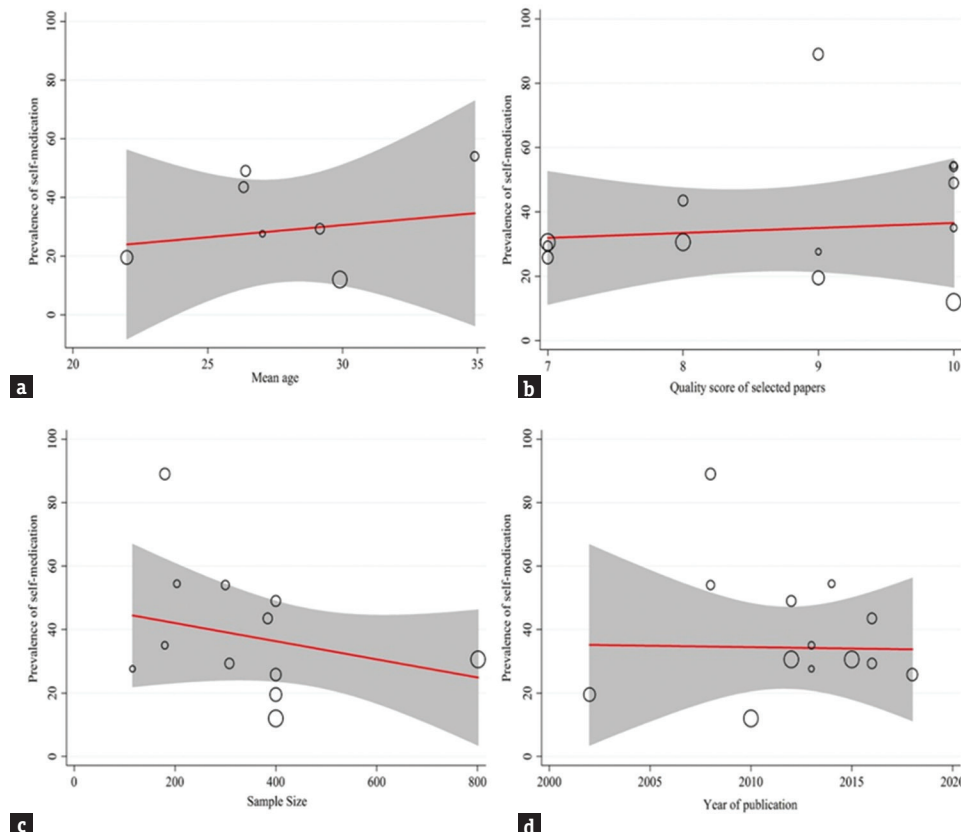 100
80
60
40
20
0
Prevalence of self-medication
20 25 30 35
Mean age
a
100
80
60
40
20
0
Prevalence of self-medication
7 8 9 10
Quality score of selected papers
b
100
80
60
40
20
0
Prevalence of self-medication
0 200 400 600 800
Sample Size
c
100
80
60
40
20
0
Prevalence of self-medication
2000 2005 2010 2015 2020
Year of publication
d